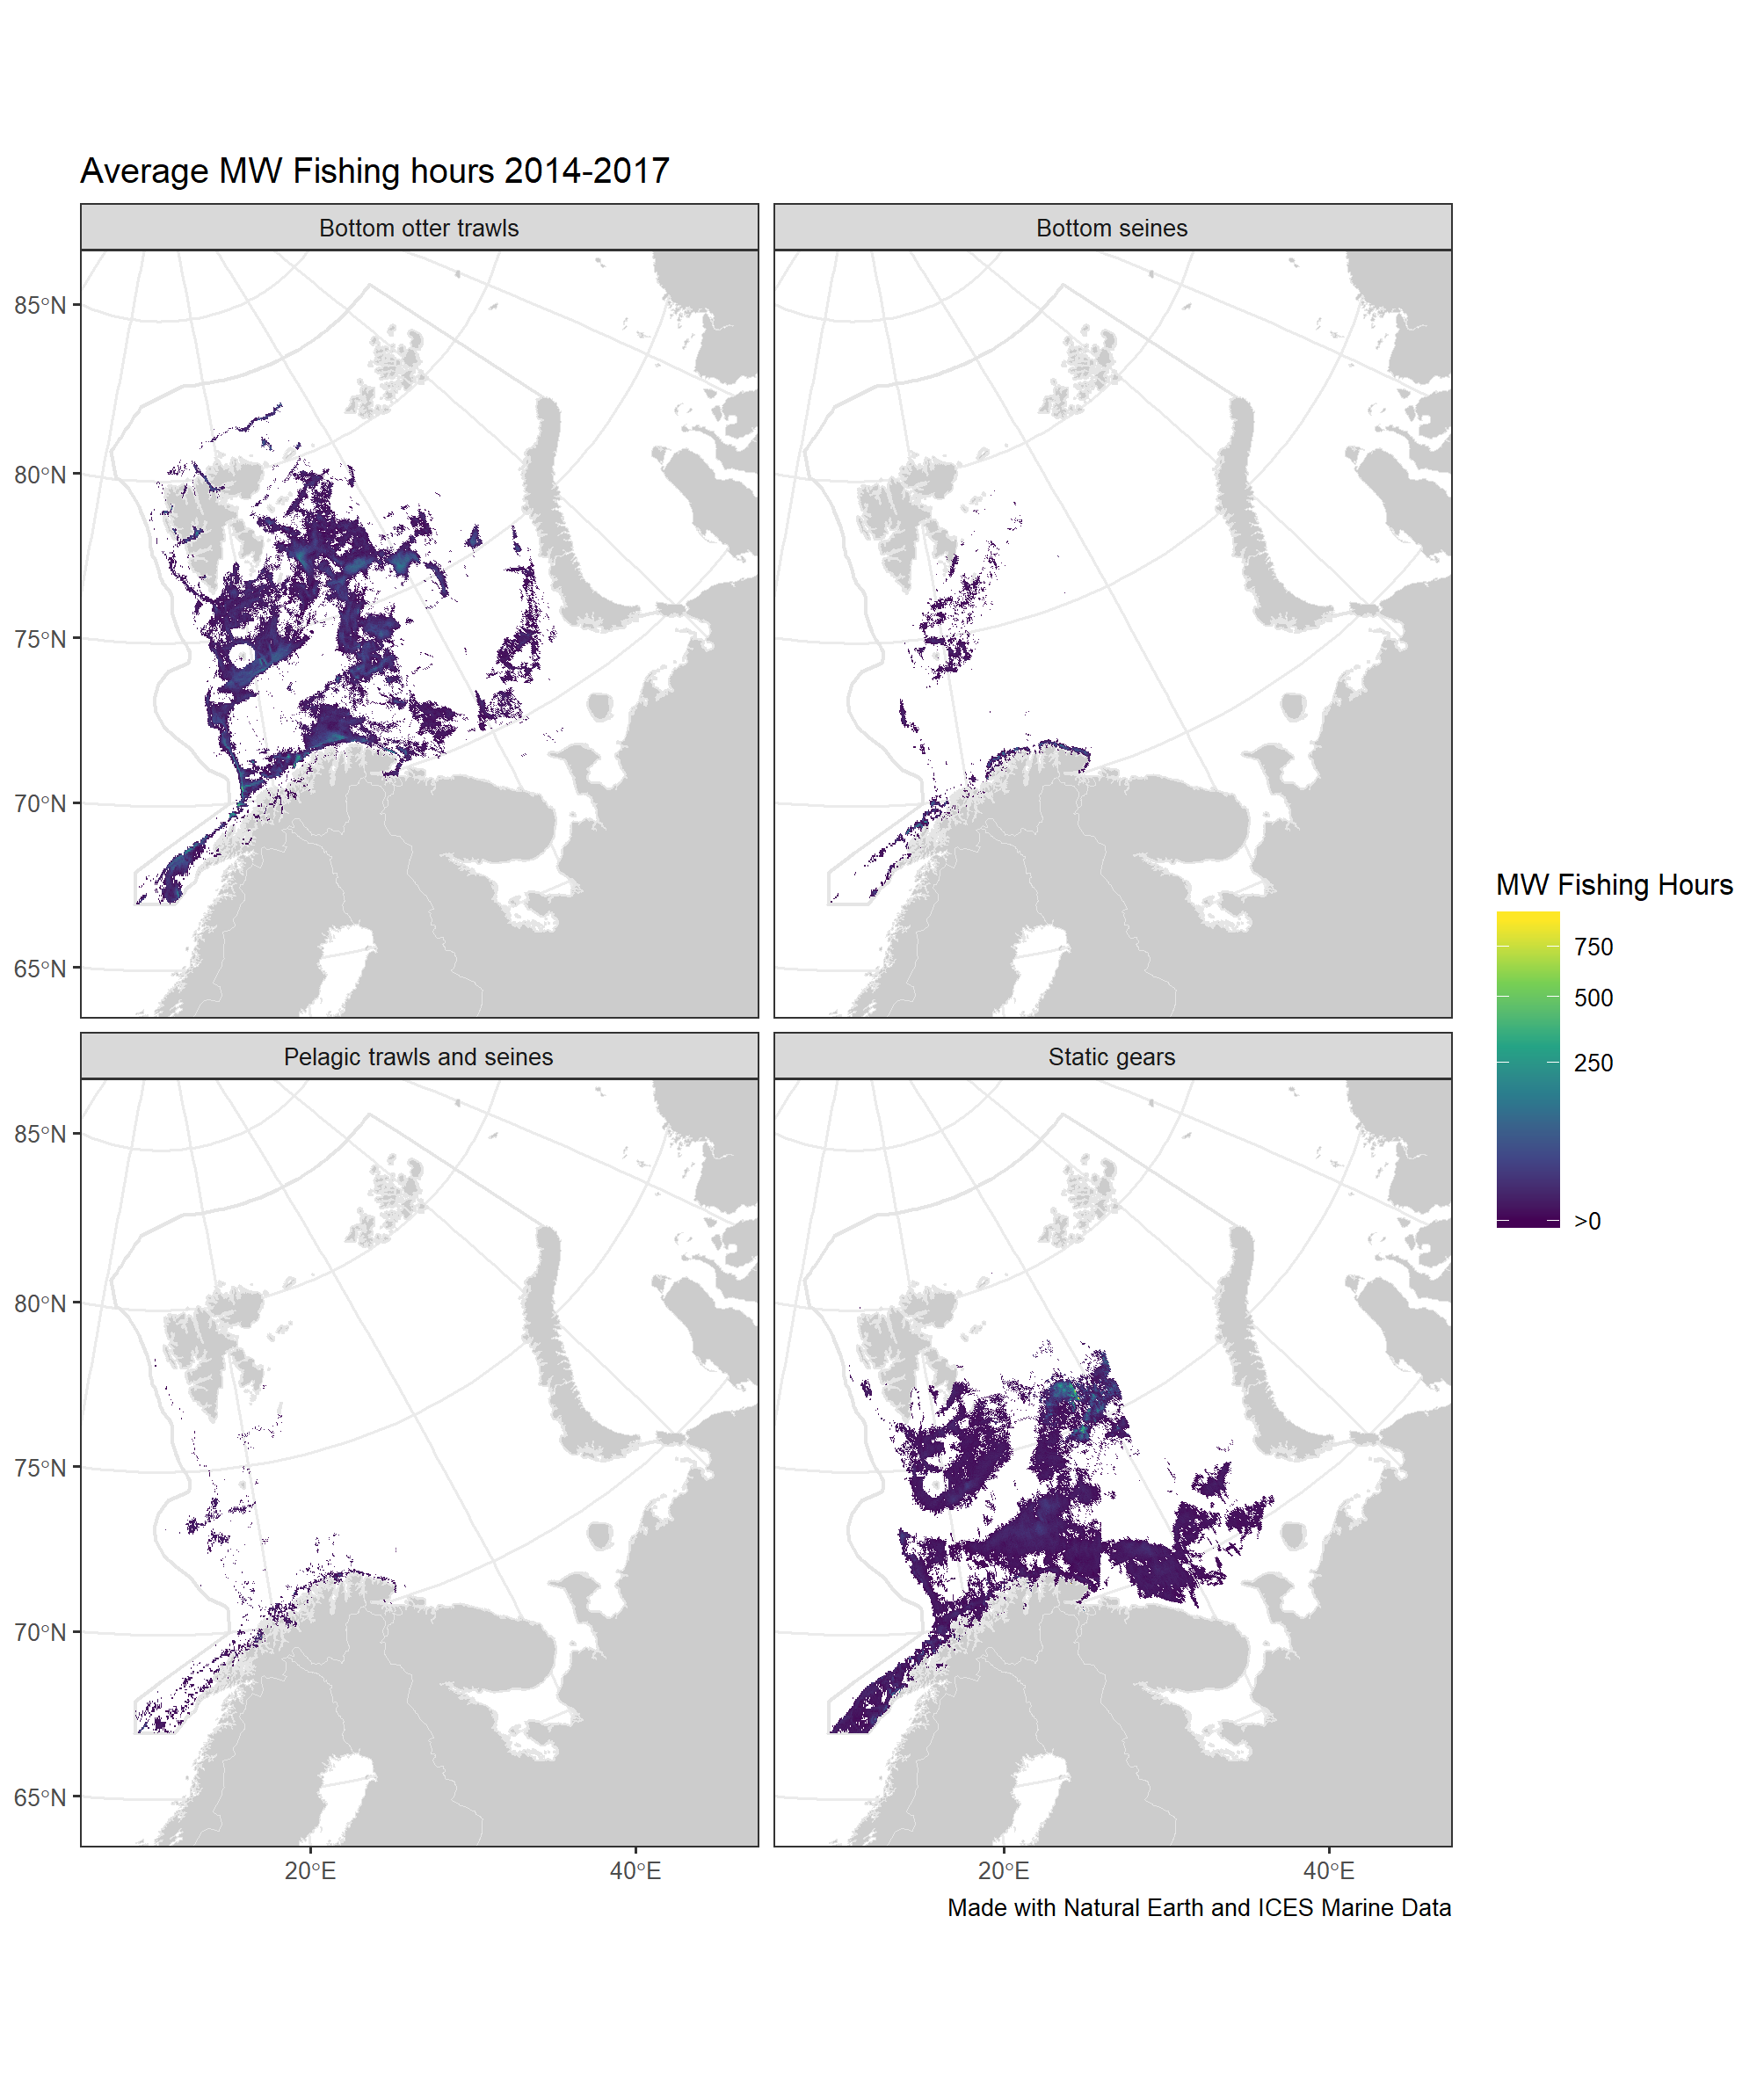 Average MW Fishing hours 2014-2017
Bottom otter trawls
Bottom seines
85°N
80°N
75°N
70°N
65°N
MW Fishing Hours
750
500
250
>0
Pelagic trawls and seines
Static gears
85°N
80°N
75°N
70°N
65°N
20°E
40°E
20°E
40°E
Made with Natural Earth and ICES Marine Data